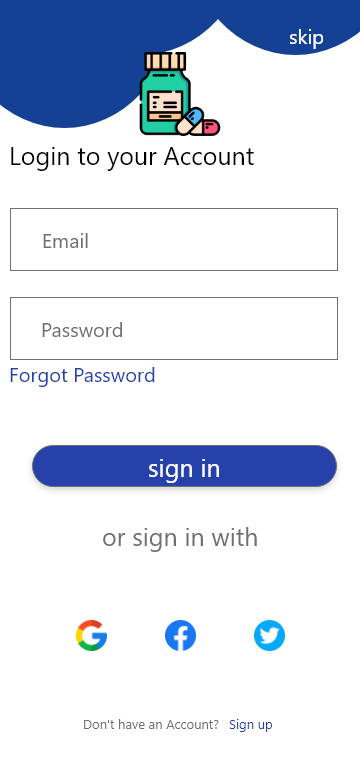 skip
Login to your Account
Email
Password
Forgot Password
sign in
or sign in with
Don't have an Account? Sign up